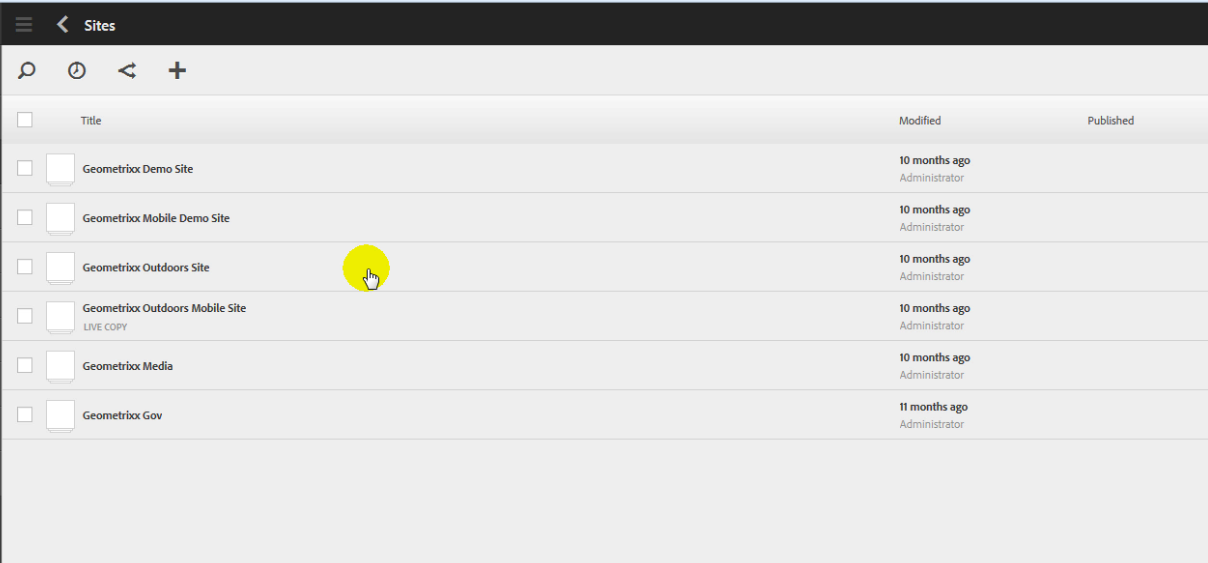 Sites
Title Modified Published
Geometrixx Demo Site 10 months ago
Administrator
Geometrixx Mobile Demo Site 10 months ago
Administrator
Geometrixx Outdoors Site 10 months ago
Administrator
Geometrixx Outdoors Mobile Site 10 months ago
LIVE COPY Administrator
Geometrixx Media 10 months ago
Administrator
Geometrixx Gov 11 months ago
Administrator